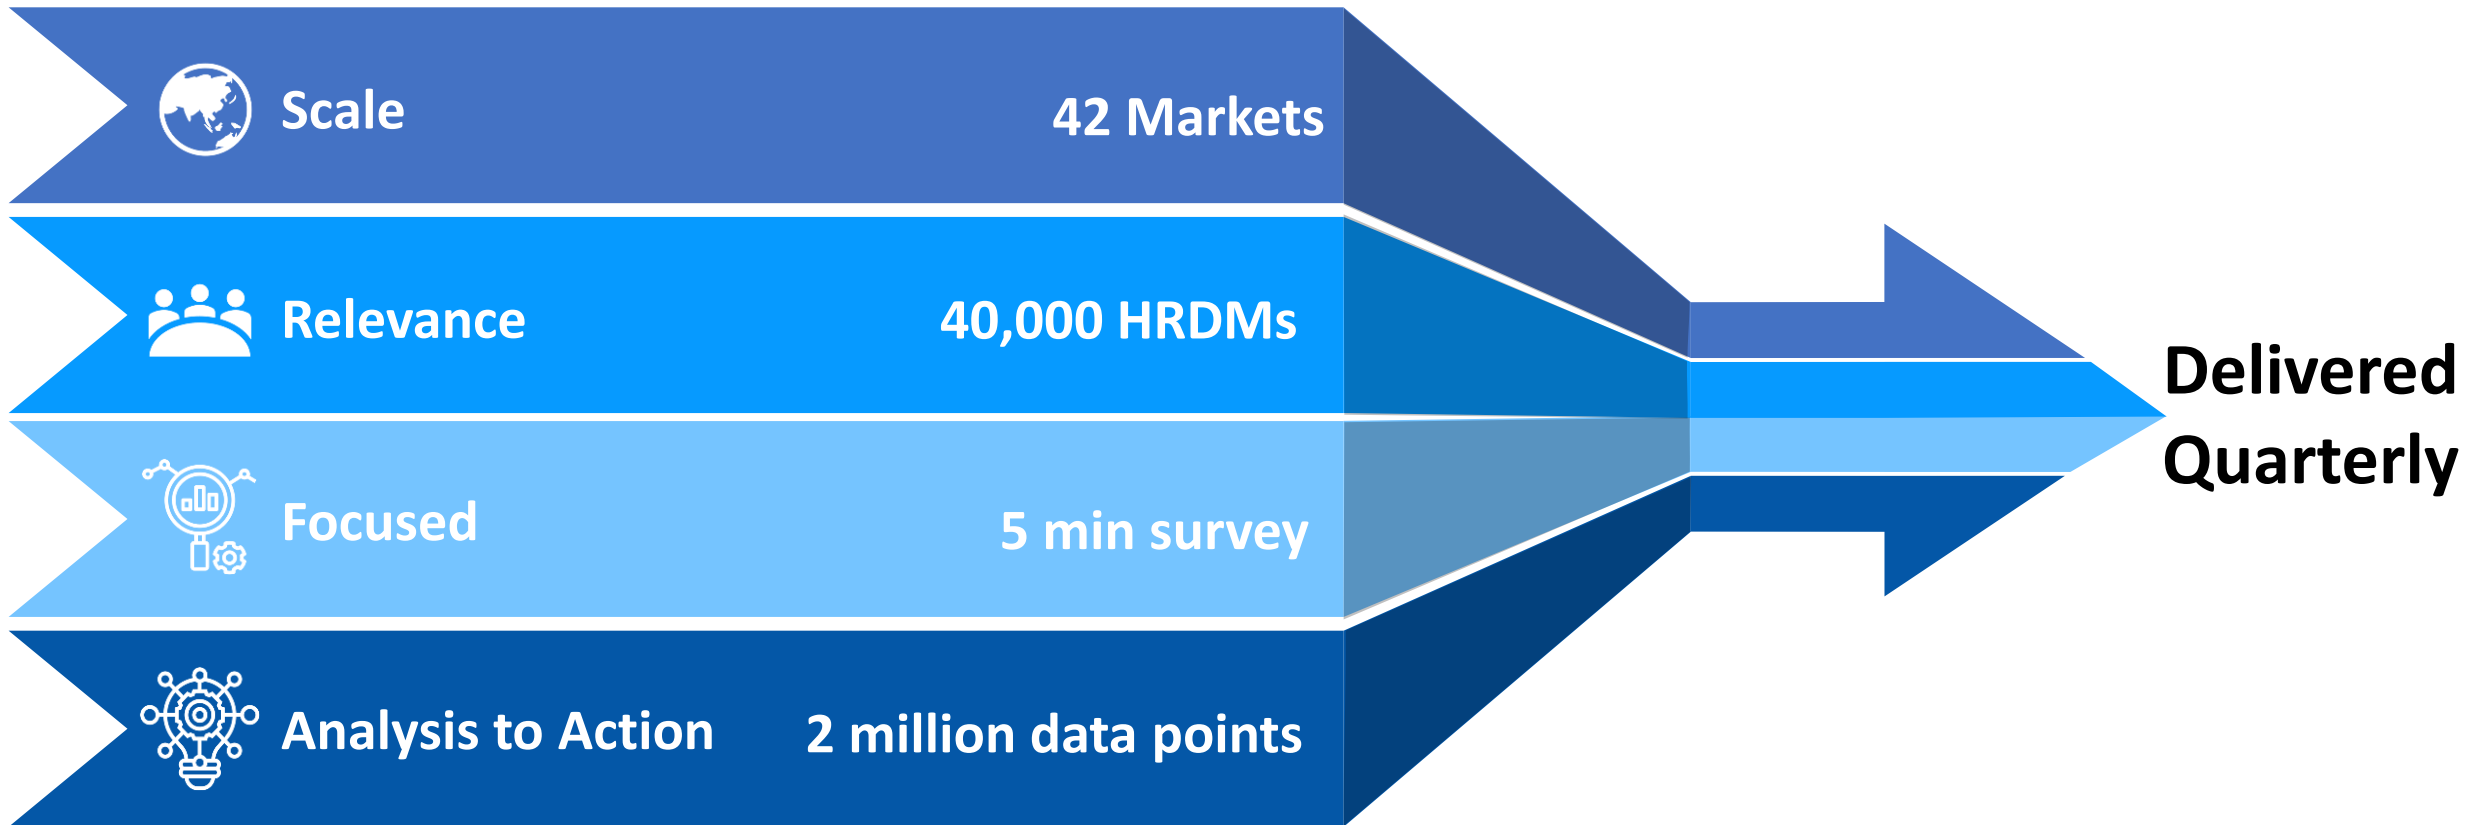 Scale
42 Markets
Relevance
40,000 HRDMs
Focused
5 min survey
Analysis to Action
2 million data points
Delivered
Quarterly